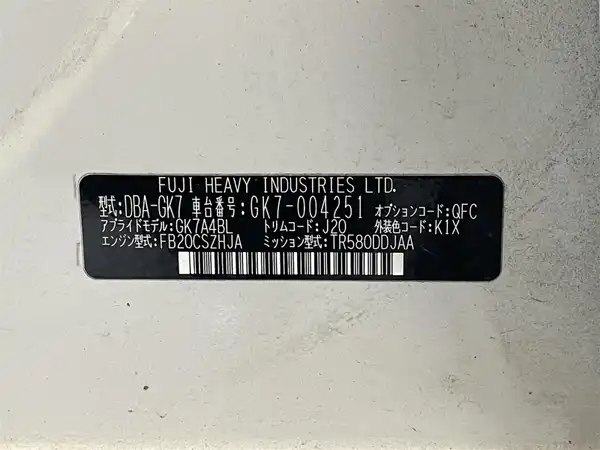 FUJI HEAVY INDUSTRIES LTD.
型式:DBA-GK7 車台番号:GK7-004251 オプションコード:QFC
アプライドモデル:GK7A4BL トリムコード:J20 外装色コード:K1X
エンジン型式:FB20CSZHJA ミッション型式:TR580DDJAA